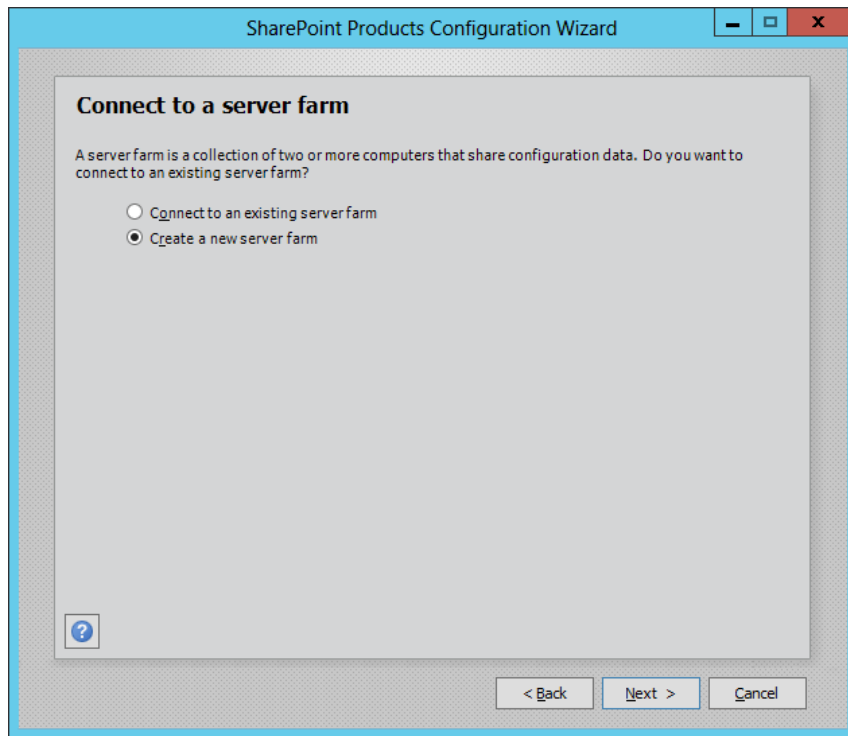 SharePoint Products Configuration Wizard
Connect to a server farm
A server farm is a collection of two or more computers that share configuration data. Do you want to
connect to an existing server farm?
Connect to an existing server farm
Create a new server farm
?
< Back
Next >
Cancel